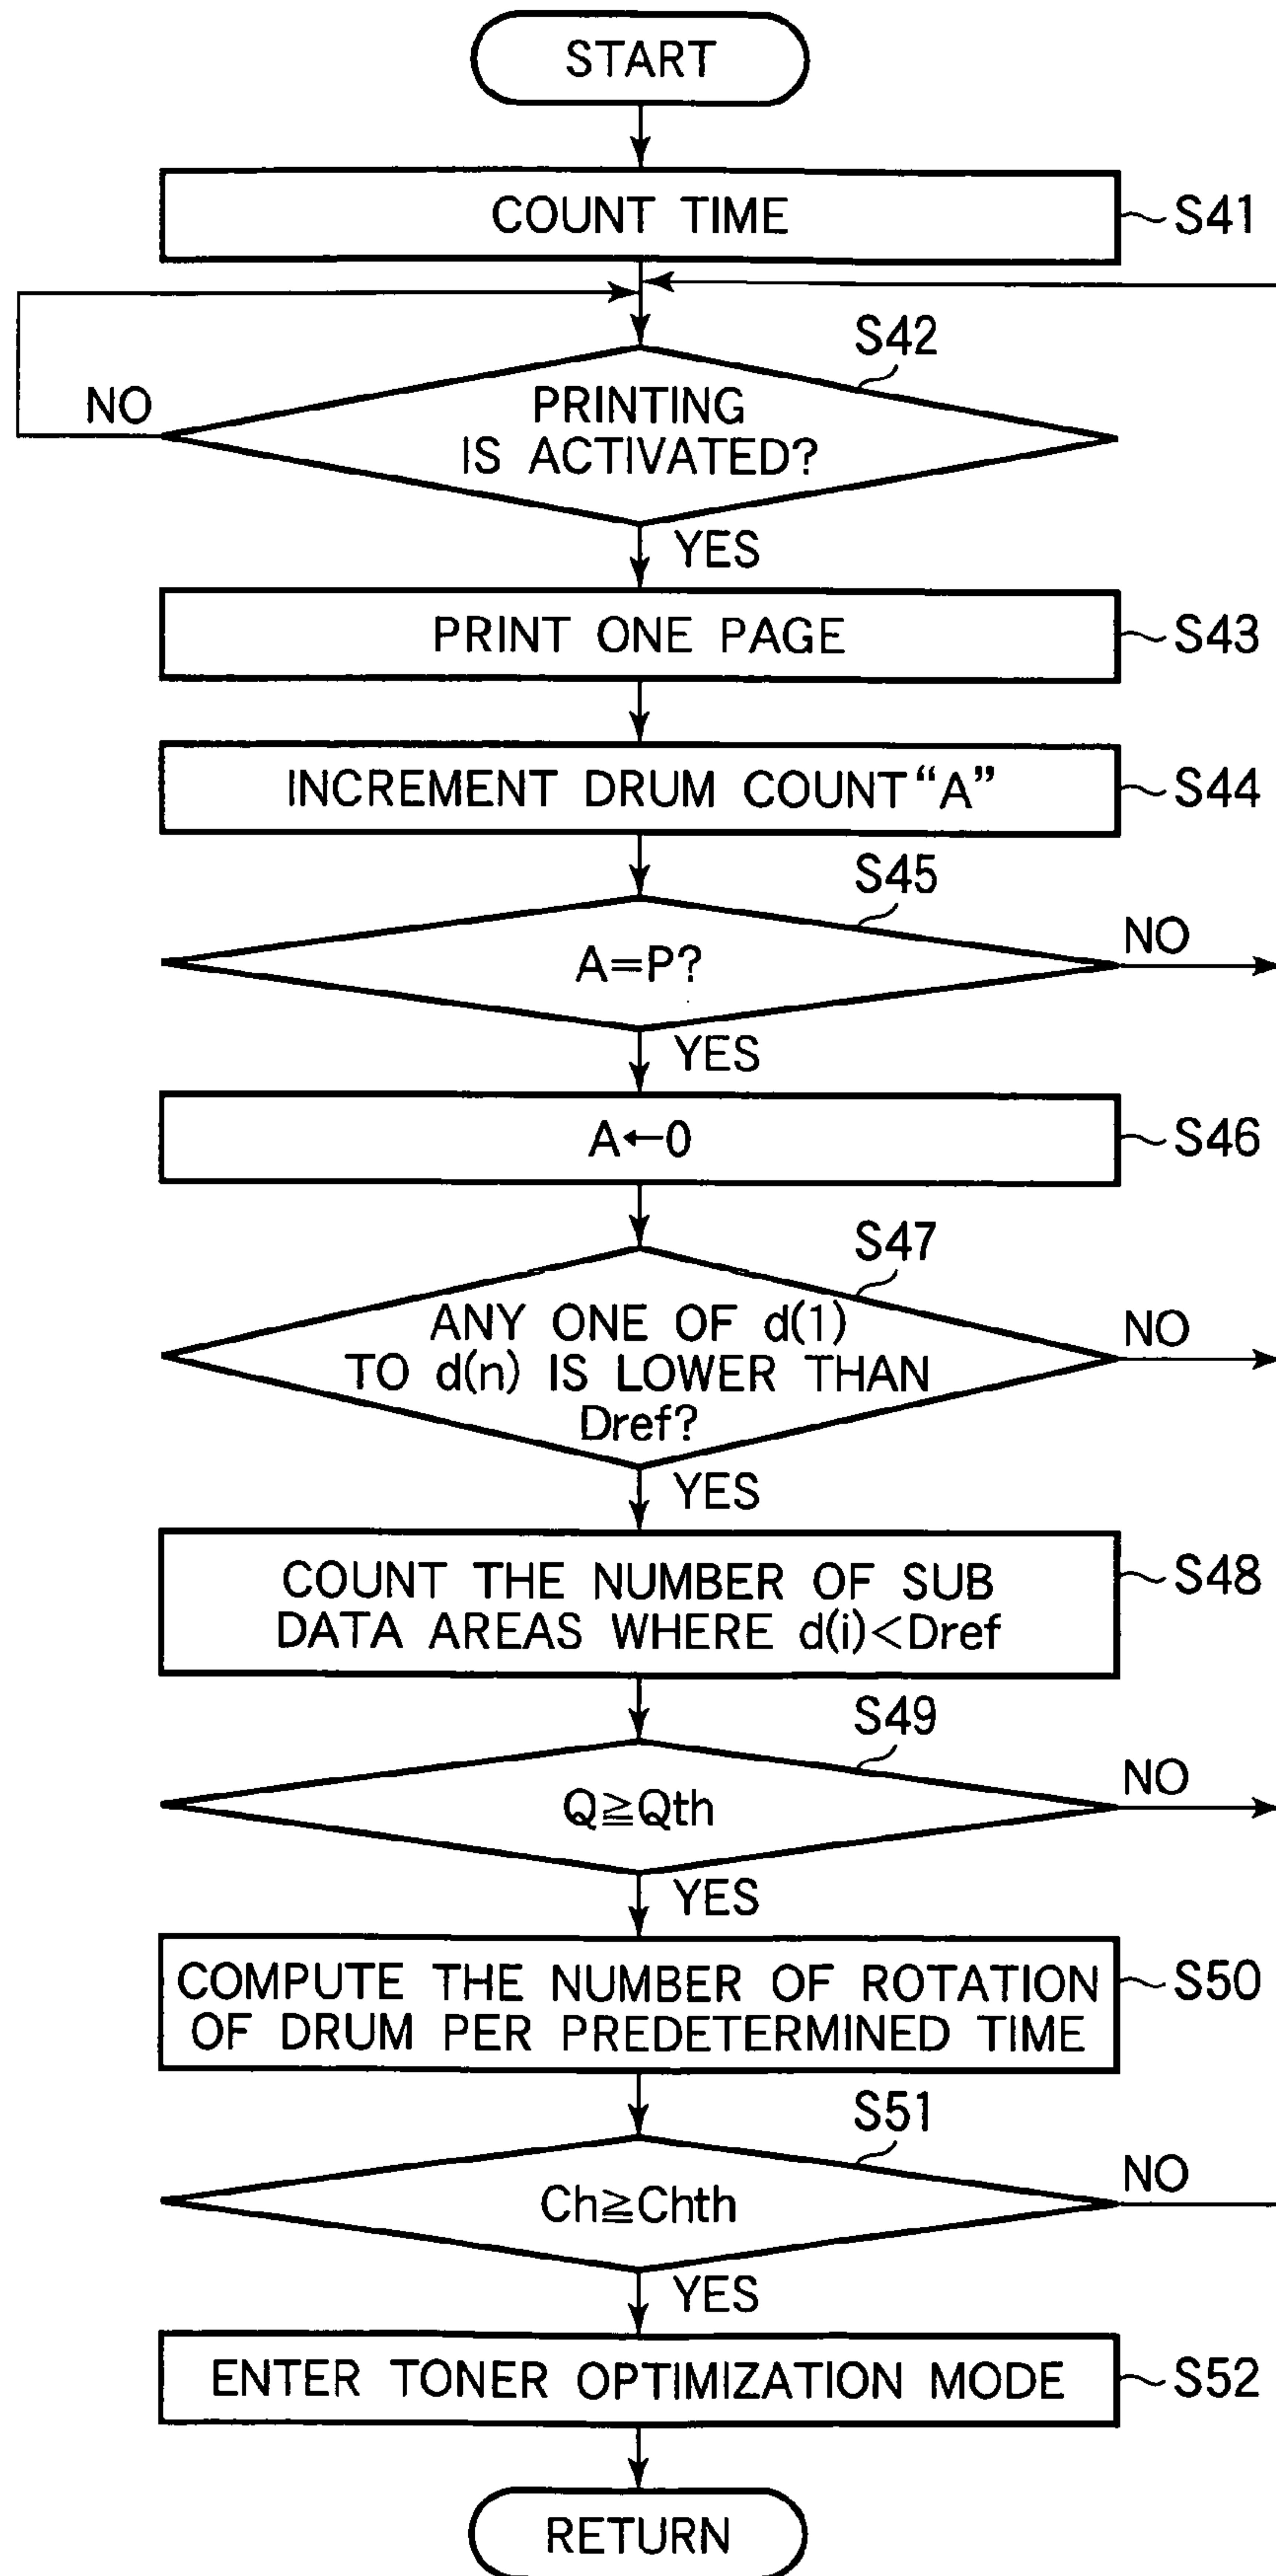 START
COUNT TIME
S41
S42
NO
PRINTING
IS ACTIVATED?
YES
PRINT ONE PAGE
S43
INCREMENT DRUM COUNT “A”
S44
S45
A=P?
NO
YES
A←0
S46
S47
ANY ONE OF d(1)
TO d(n) IS LOWER THAN
Dref?
NO
YES
COUNT THE NUMBER OF SUB
DATA AREAS WHERE d(i)<Dref
S48
S49
Q≧Qth
NO
YES
COMPUTE THE NUMBER OF ROTATION
OF DRUM PER PREDETERMINED TIME
S50
S51
Ch≧Chth
NO
YES
ENTER TONER OPTIMIZATION MODE
S52
RETURN